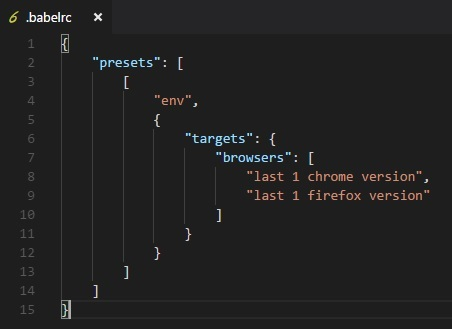 .babelrc ×
1 {
2     "presets": [
3         [
4             "env",
5             {
6                 "targets": {
7                     "browsers": [
8                         "last 1 chrome version",
9                         "last 1 firefox version"
10                     ]
11                 }
12             }
13         ]
14     ]
15 }